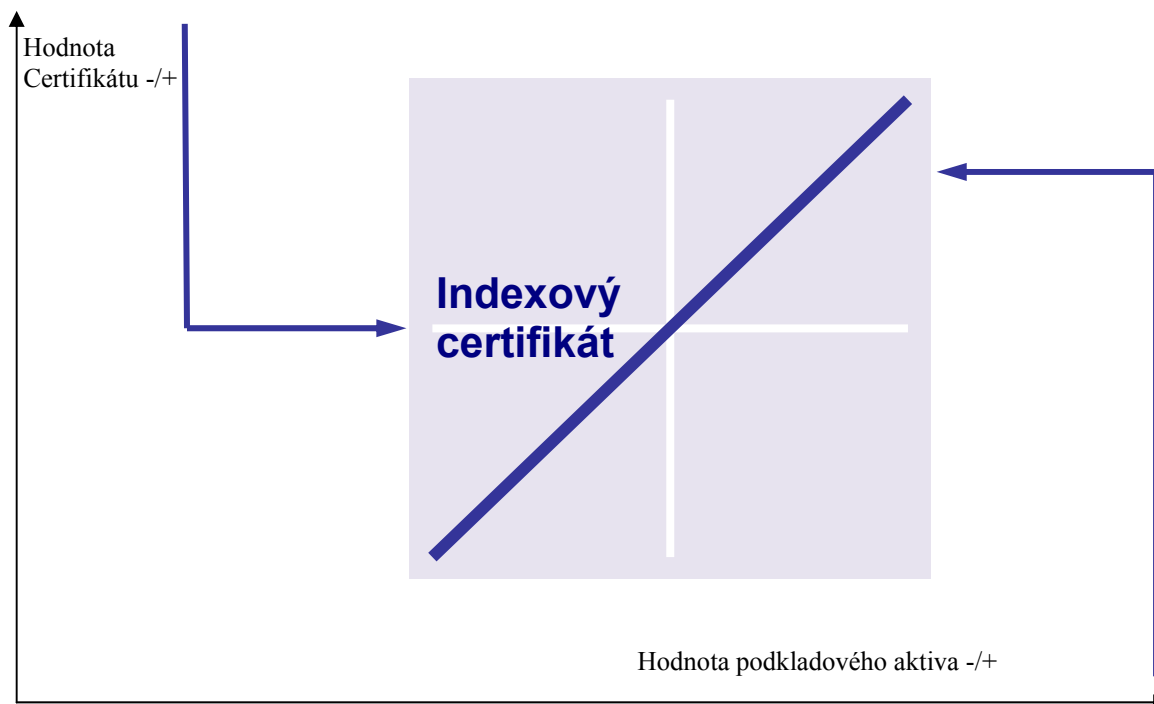 Hodnota
Certifikátu -/+
Indexový
certifikát
Hodnota podkladového aktiva -/+